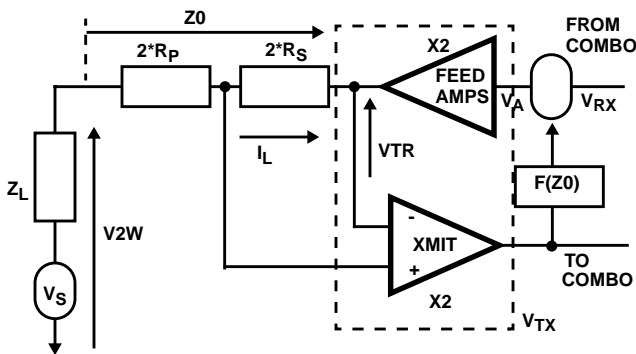 Z0
FROM
COMBO
2*RP
2*RS
X2
FEED
AMPS
VA
VRX
IL
VTR
F(Z0)
ZL
V2W
-
XMIT
+
TO
COMBO
VS
X2
VTX